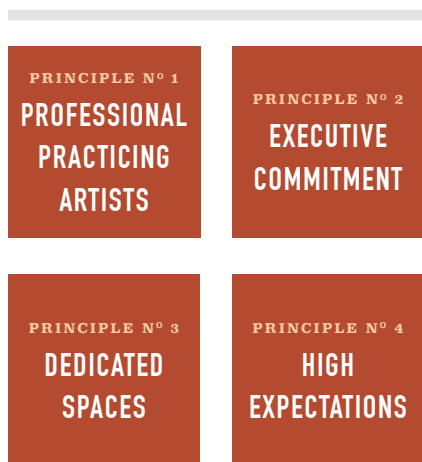 PRINCIPLE Nº 1
PROFESSIONAL
PRACTICING
ARTISTS
PRINCIPLE Nº 2
EXECUTIVE
COMMITMENT
PRINCIPLE Nº 3
DEDICATED
SPACES
PRINCIPLE Nº 4
HIGH
EXPECTATIONS